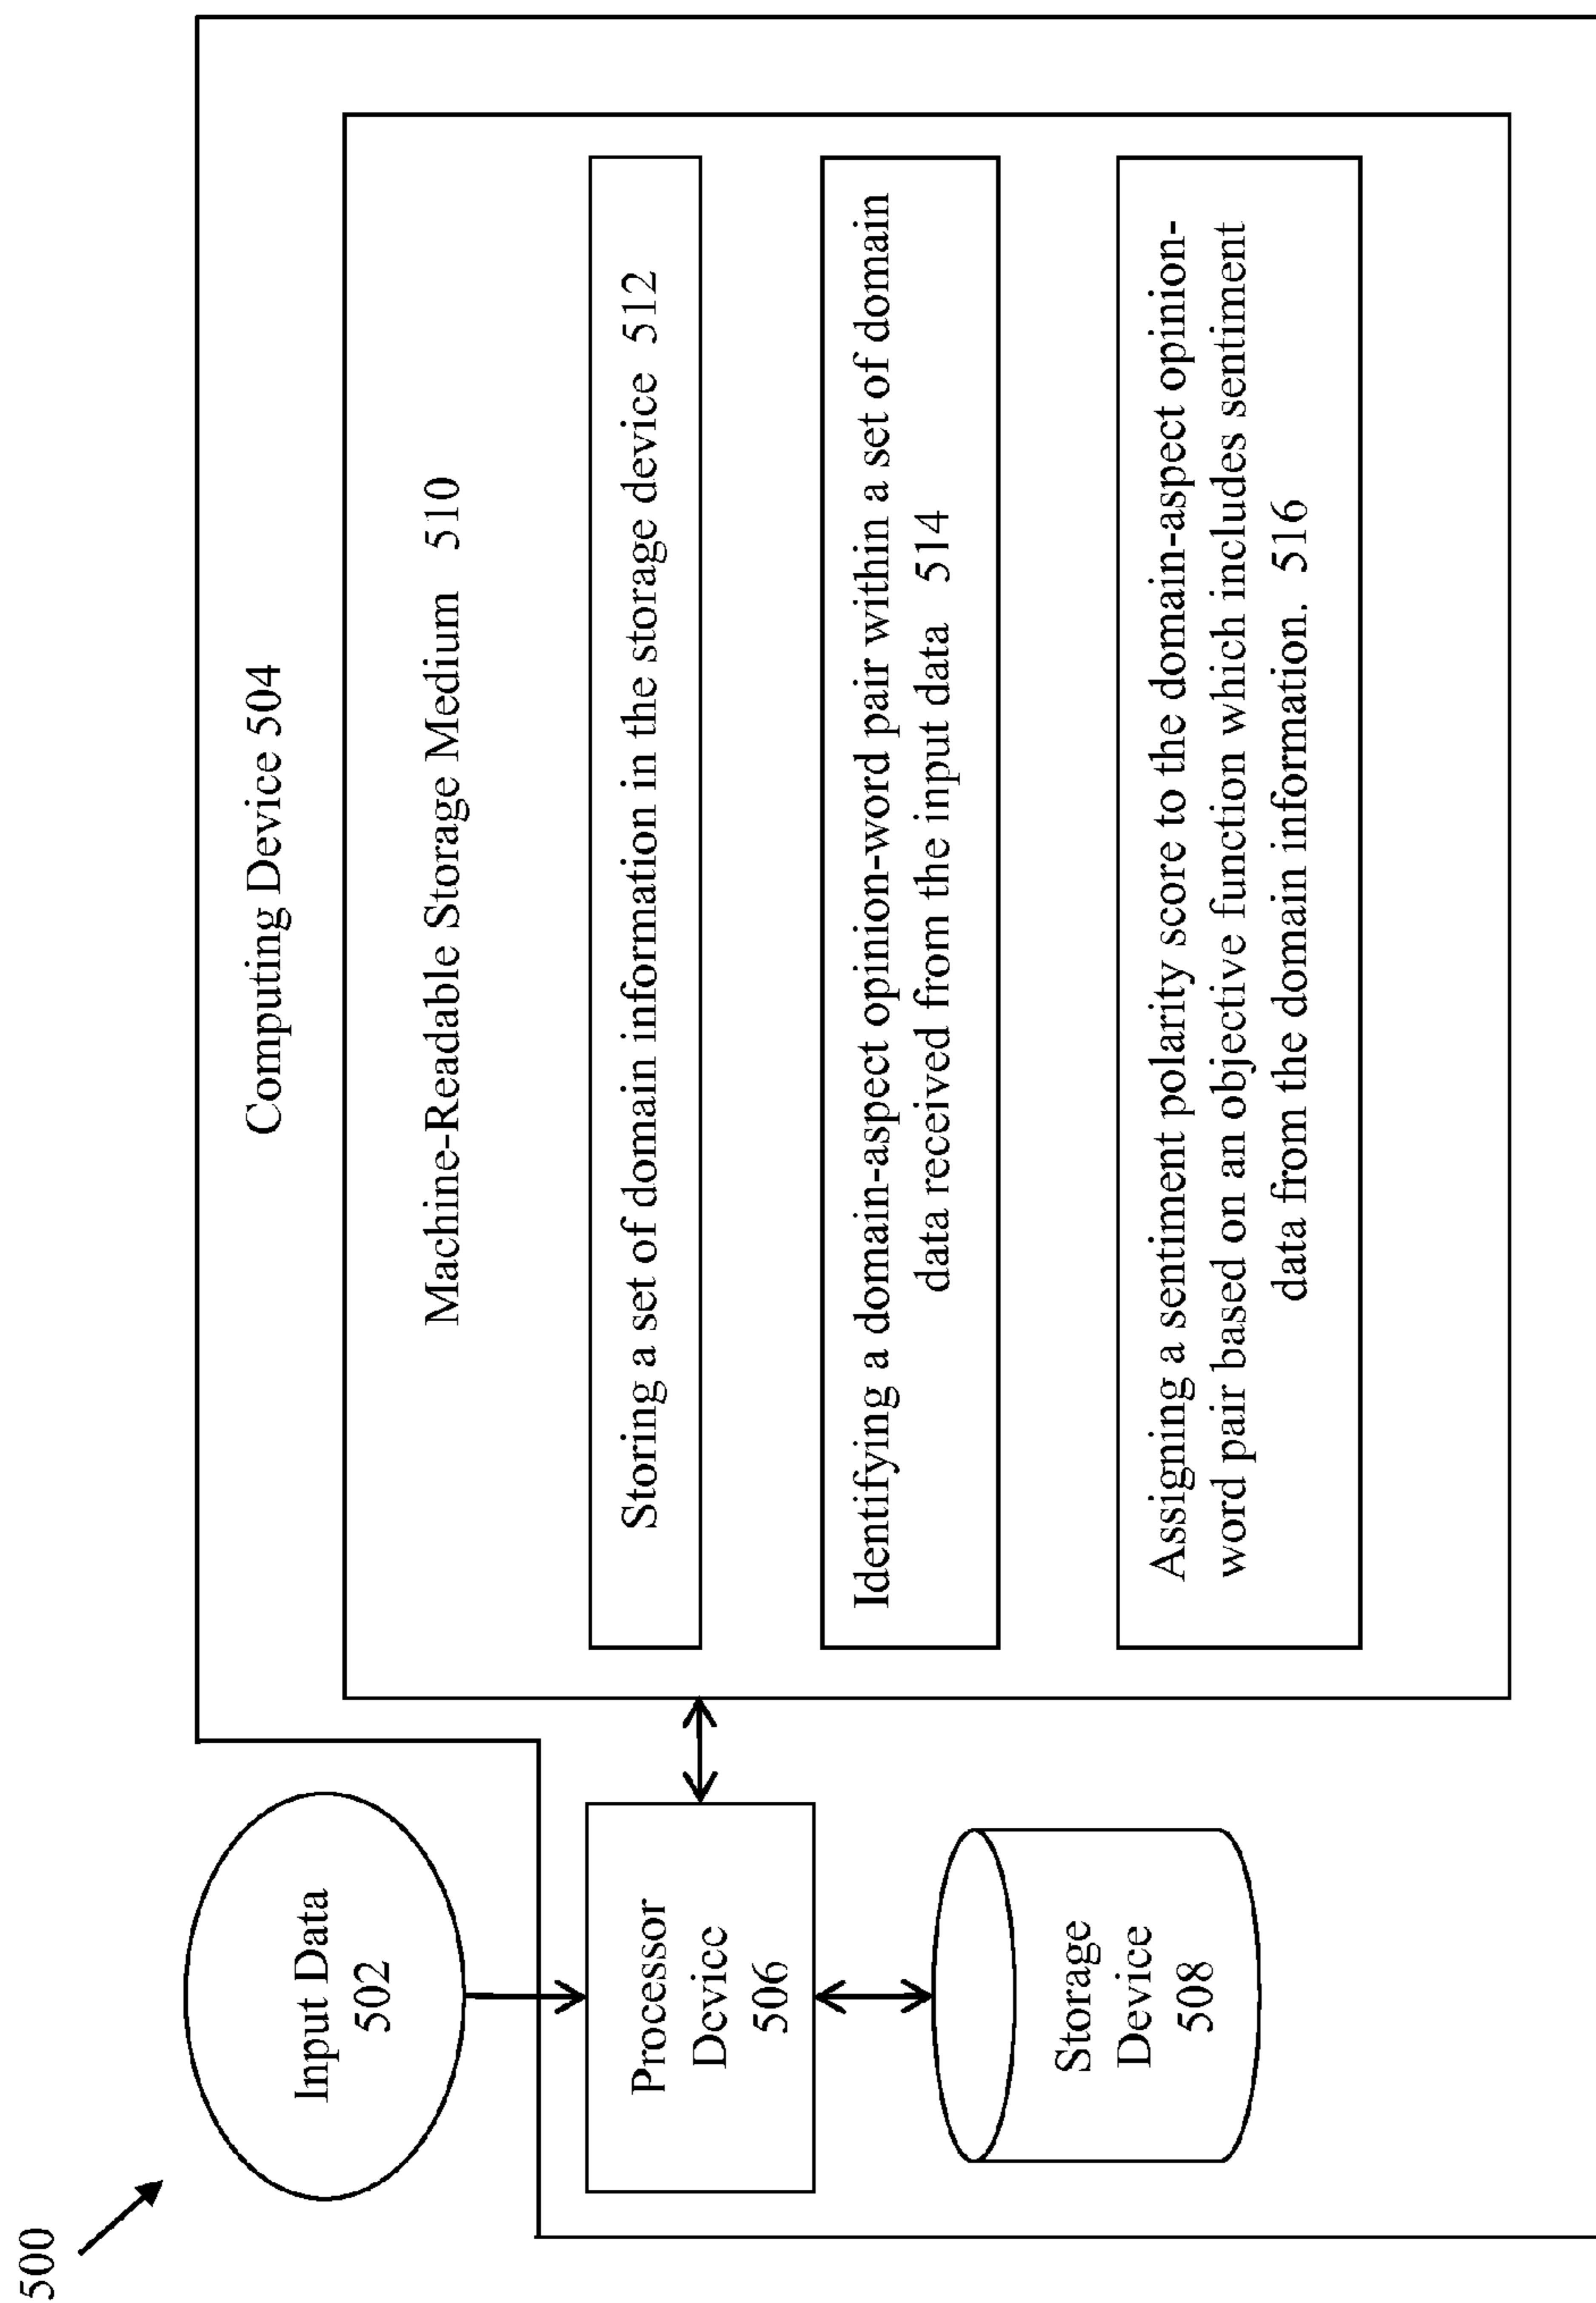 500
Input Data
502
Computing Device 504
Machine-Readable Storage Medium 510
Processor
Device
506
Storing a set of domain information in the storage device 512
Identifying a domain-aspect opinion-word pair within a set of domain
data received from the input data 514
Storage
Device
508
Assigning a sentiment polarity score to the domain-aspect opinion-
word pair based on an objective function which includes sentiment
data from the domain information. 516